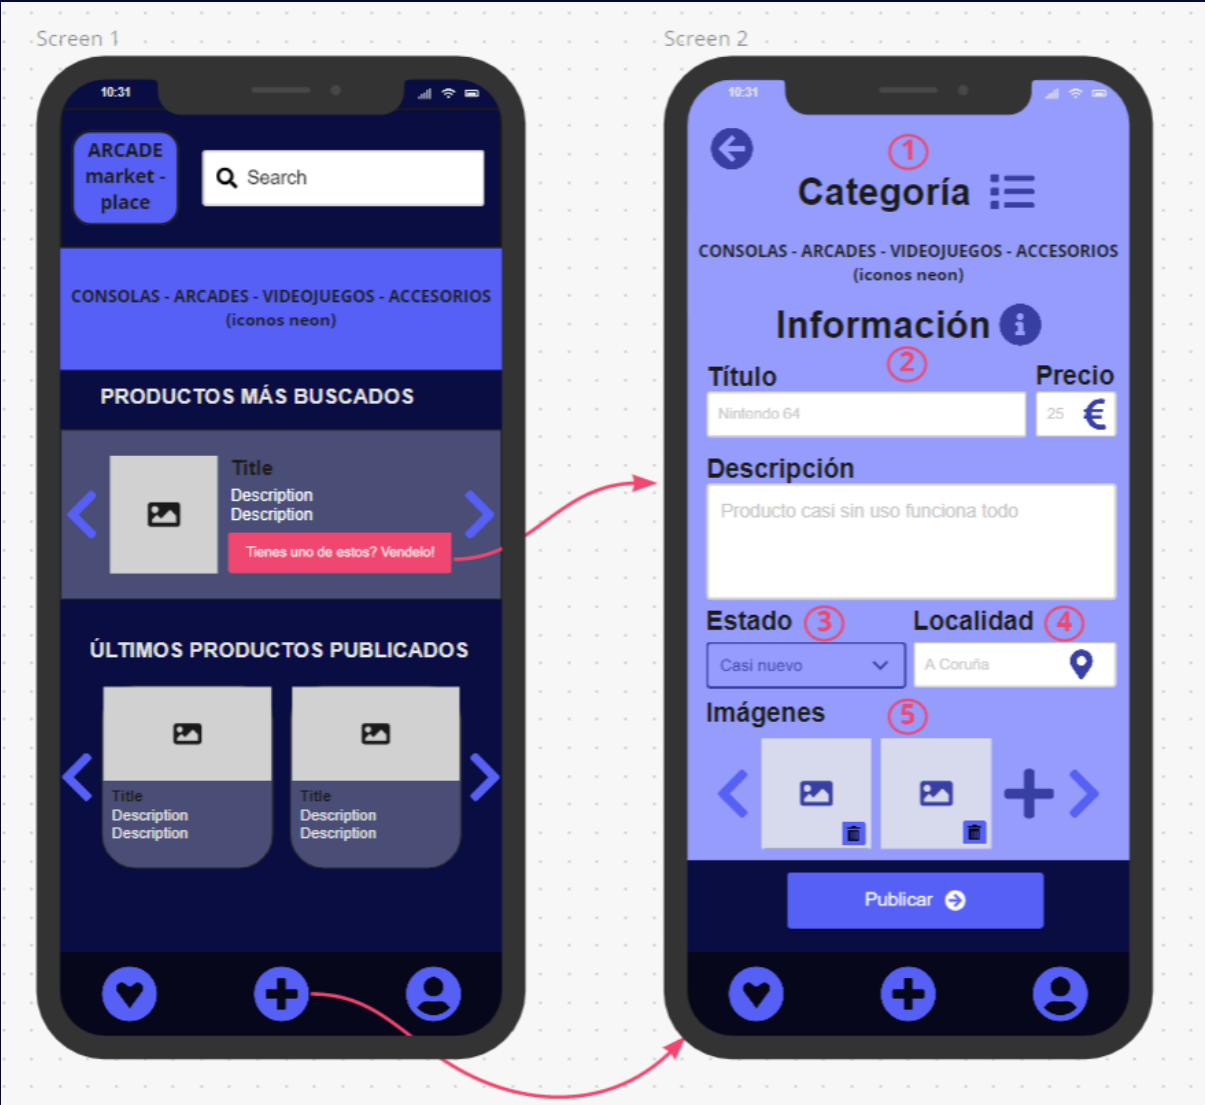 Screen 1
10:31
ARCADE
market -
place
Search
CONSOLAS - ARCADES - VIDEOJUEGOS - ACCESORIOS
(iconos neon)
PRODUCTOS MÁS BUSCADOS
Title
Description
Description
Tienes uno de estos? Vendelo!
ÚLTIMOS PRODUCTOS PUBLICADOS
Title
Description
Description
Title
Description
Description
Screen 2
10:31
1
Categoría
CONSOLAS - ARCADES - VIDEOJUEGOS - ACCESORIOS
(iconos neon)
Información
2
Título
Precio
Nintendo 64
25 €
Descripción
Producto casi sin uso funciona todo
Estado 3
Localidad 4
Casi nuevo
A Coruña
Imágenes 5
Publicar